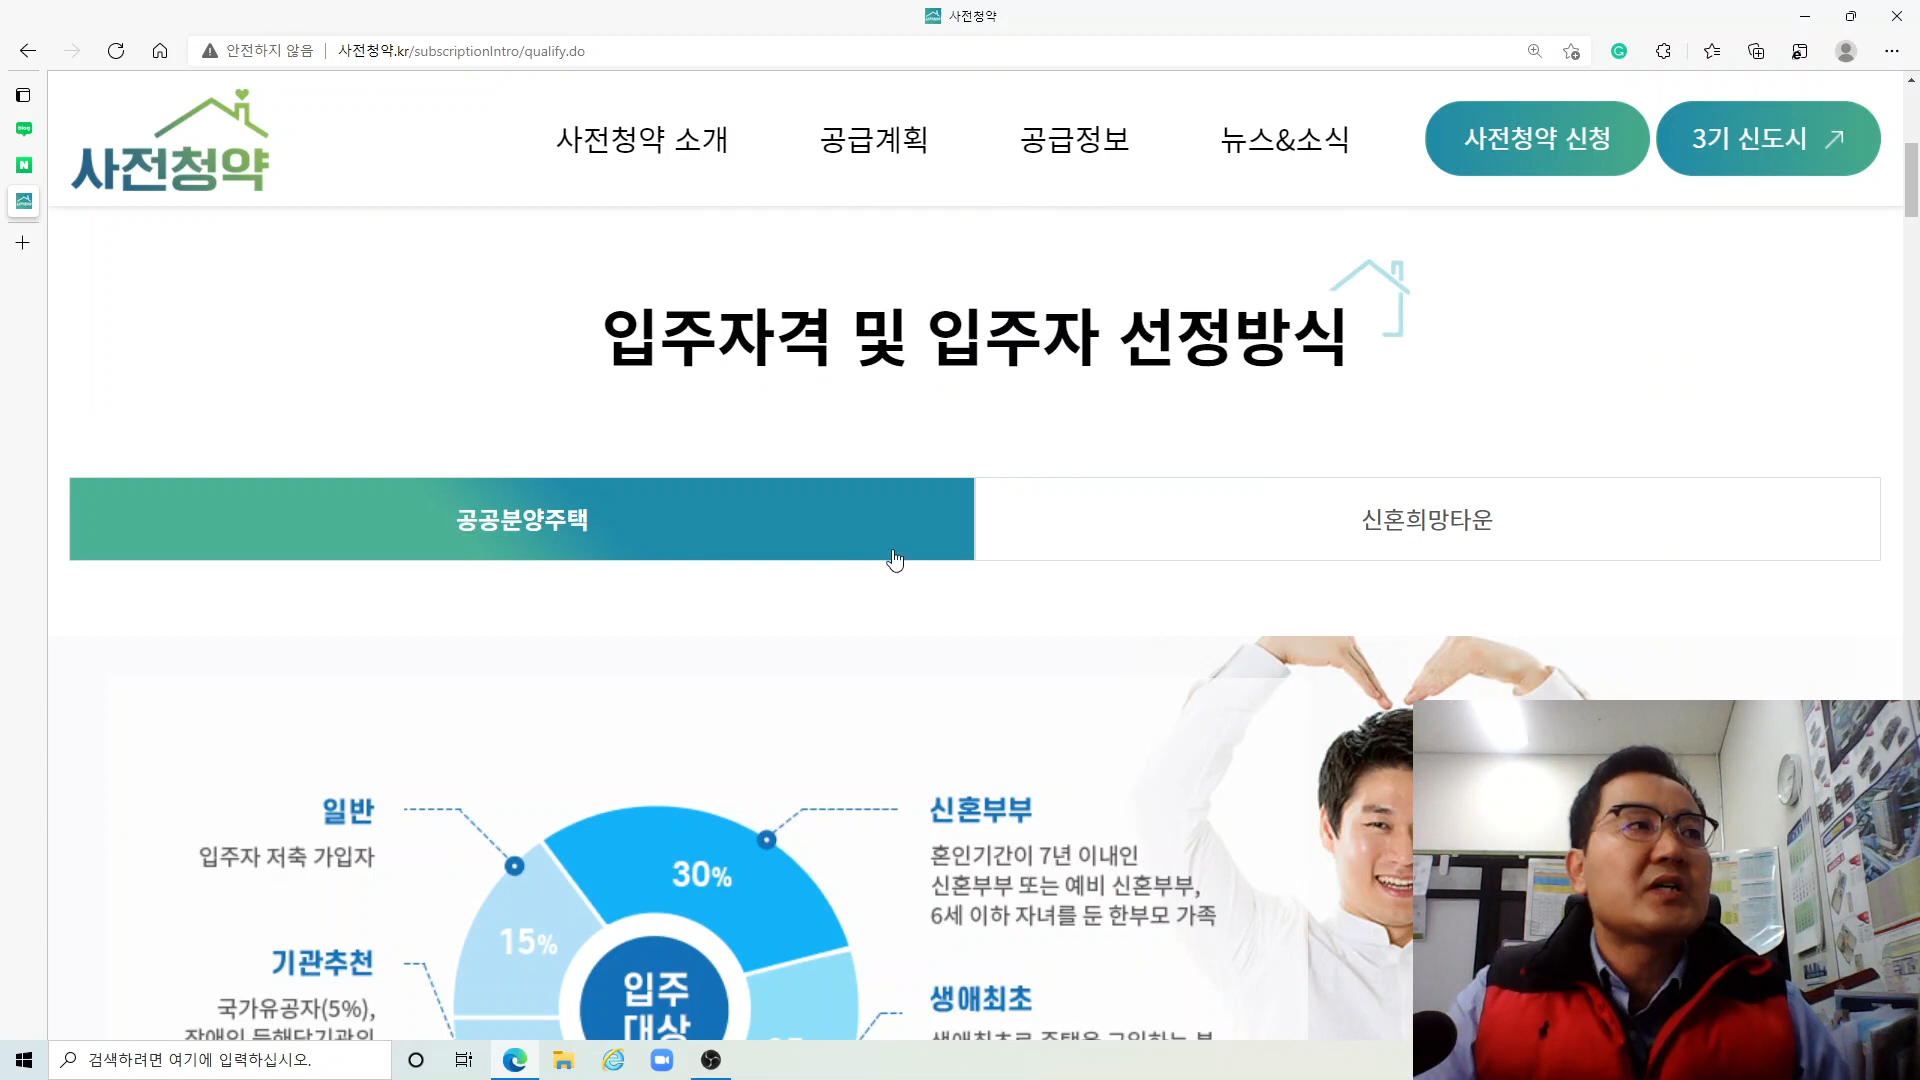 사전청약
안전하지 않음
사전청약.kr/subscriptionIntro/qualify.do
사전청약
사전청약 소개
공급계획
공급정보
뉴스&소식
사전청약 신청
3기 신도시
입주자격 및 입주자 선정방식
공공분양주택
신혼희망타운
일반
입주자 저축 가입자
30%
신혼부부
혼인기간이 7년 이내인
신혼부부 또는 예비 신혼부부,
6세 이하 자녀를 둔 한부모 가족
15%
기관추천
국가유공자(5%),
입주
대상
생애최초
검색하려면 여기에 입력하십시오.